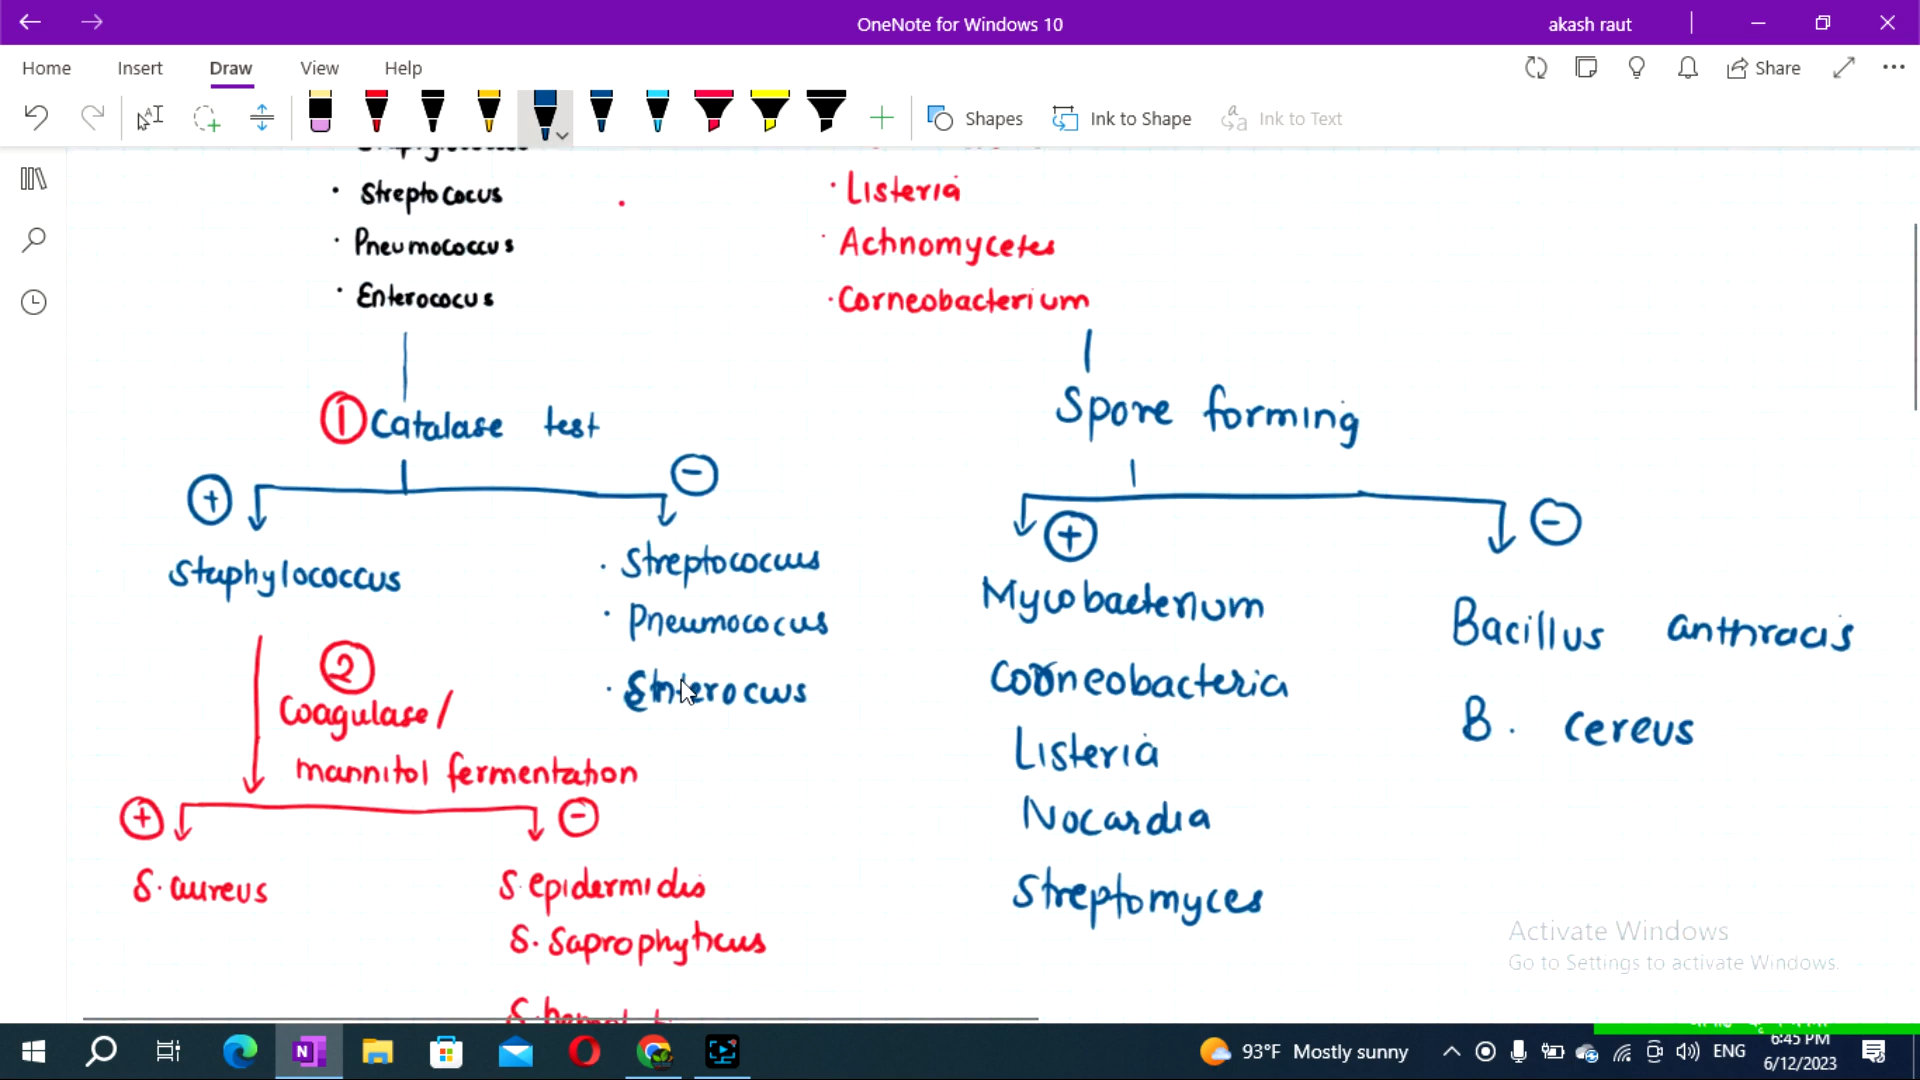 OneNote for Windows 10
akash raut
Home
Insert
Draw
View
Help
Share
Shapes
Ink to Shape
Ink to Text
Streptococus
Pneumococcus
Enterococus
Listeria
Actinomycetes
Corneobacterium
① Catalase test
+
−
Staphylococcus
Streptococus
Pneumococus
Enterocus
②
Coagulase/
mannitol fermentation
+
−
S. aureus
S. epidermidis
S. Saprophyticus
Spore forming
+
−
Mycobacterium
Corneobacteria
Listeria
Nocardia
Streptomyces
Bacillus anthracis
B. cereus
Activate Windows
Go to Settings to activate Windows.
93°F Mostly sunny
ENG
6:45 PM
6/12/2023